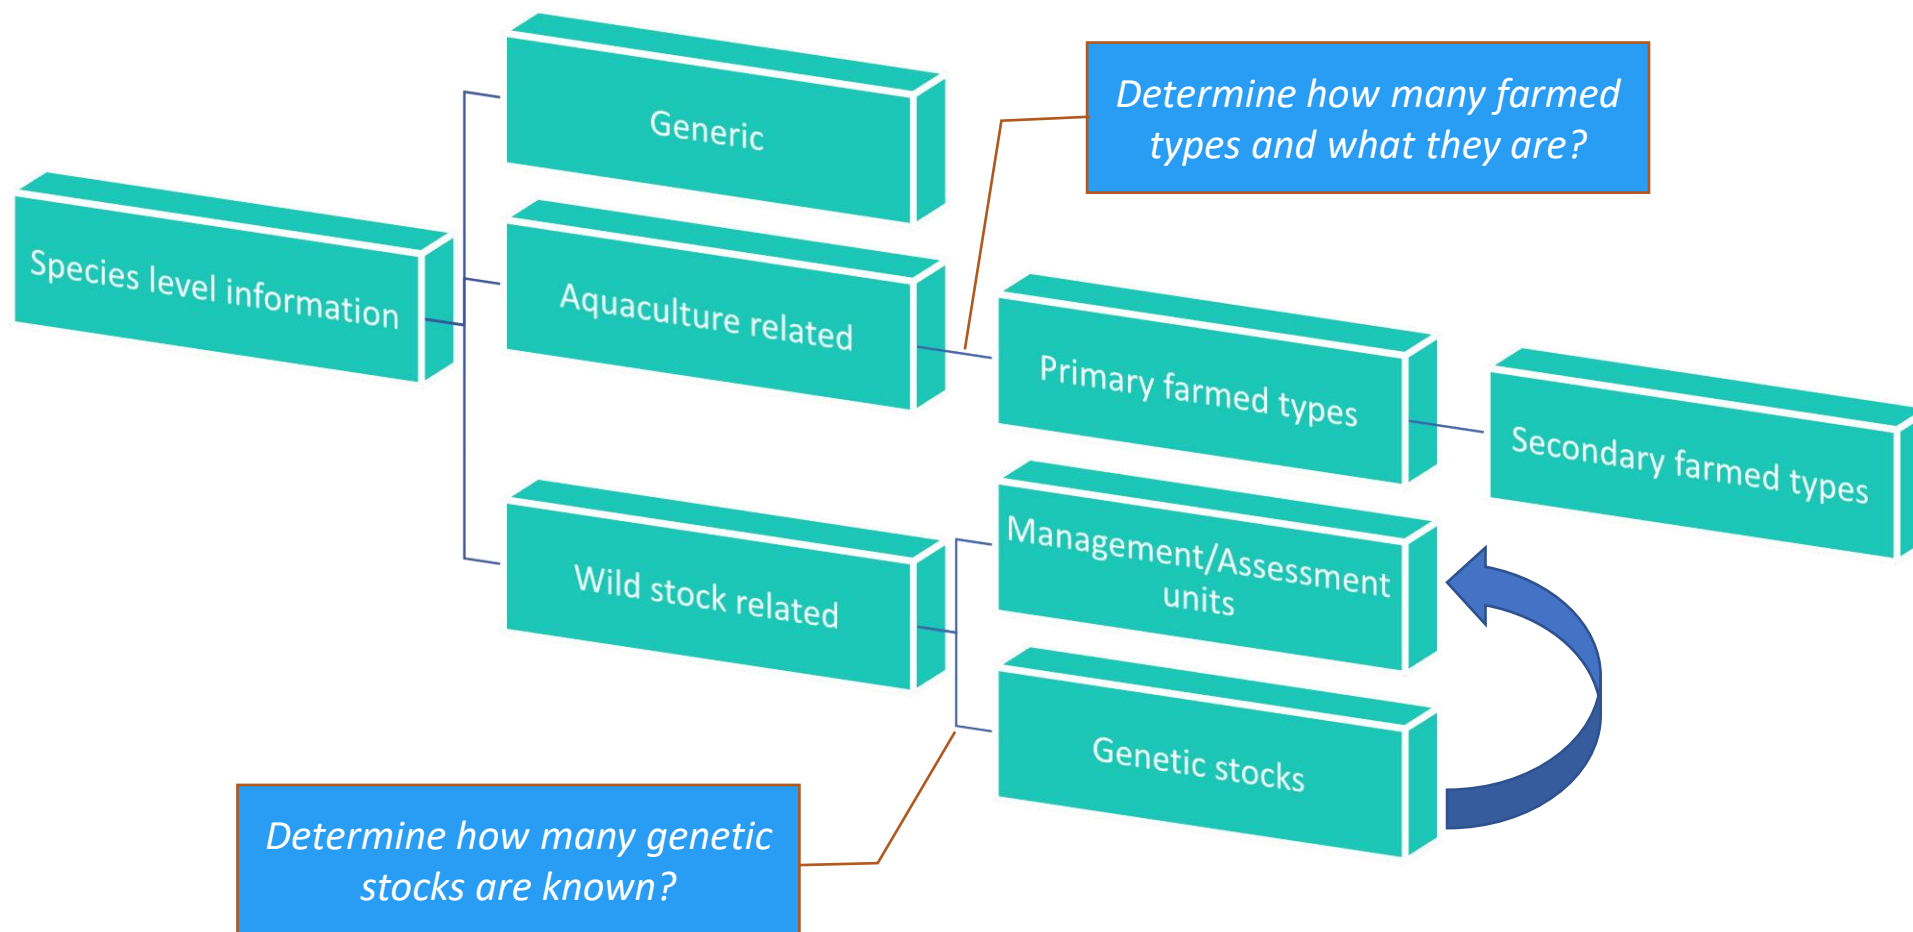 Generic
Determine how many farmed
types and what they are?
Species level information
Aquaculture related
Primary farmed types
Secondary farmed types
Wild stock related
Management/Assessment
units
Genetic stocks
Determine how many genetic
stocks are known?